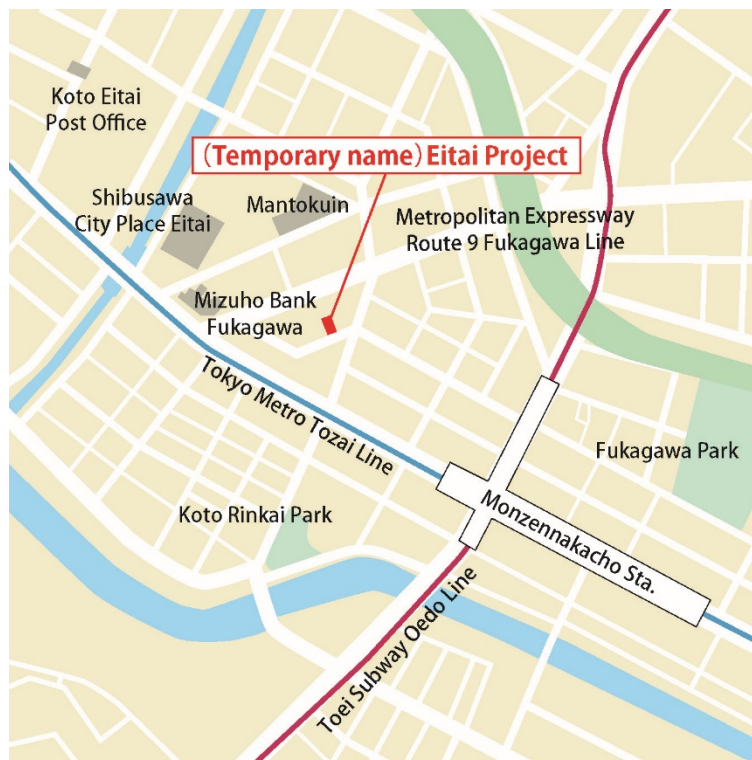 Koto Eitai
Post Office
(Temporary name) Eitai Project
Shibusawa
City Place Eitai
Mantokuin
Metropolitan Expressway
Route 9 Fukagawa Line
Mizuho Bank
Fukagawa
Tokyo Metro Tozai Line
Fukagawa Park
Koto Rinkai Park
Monzennakacho Sta.
Toei Subway Oedo Line